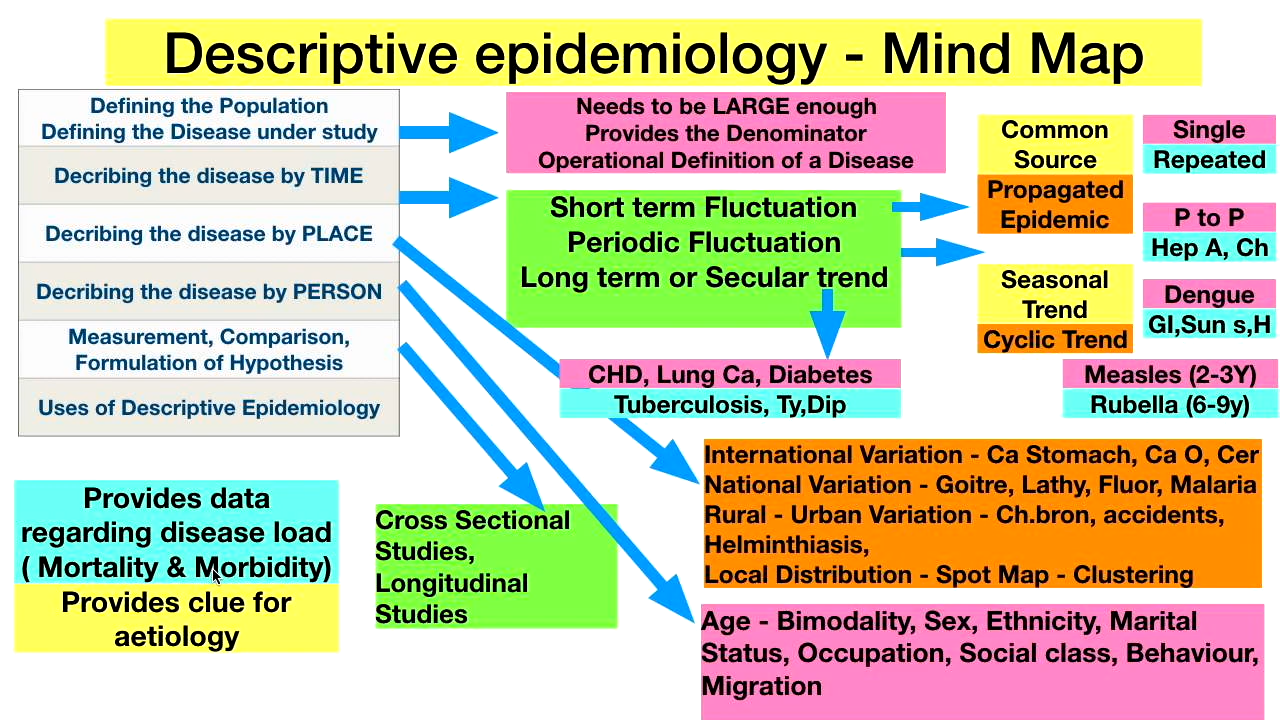 Descriptive epidemiology - Mind Map
Defining the Population
Defining the Disease under study
Decribing the disease by TIME
Decribing the disease by PLACE
Decribing the disease by PERSON
Measurement, Comparison,
Formulation of Hypothesis
Uses of Descriptive Epidemiology
Needs to be LARGE enough
Provides the Denominator
Operational Definition of a Disease
Short term Fluctuation
Periodic Fluctuation
Long term or Secular trend
Common
Source
Propagated
Epidemic
Single
Repeated
P to P
Hep A, Ch
Seasonal
Trend
Cyclic Trend
Dengue
GI,Sun s,H
Measles (2-3Y)
Rubella (6-9y)
CHD, Lung Ca, Diabetes
Tuberculosis, Ty,Dip
International Variation - Ca Stomach, Ca O, Cer
National Variation - Goitre, Lathy, Fluor, Malaria
Rural - Urban Variation - Ch.bron, accidents,
Helminthiasis,
Local Distribution - Spot Map - Clustering
Provides data
regarding disease load
( Mortality & Morbidity)
Provides clue for
aetiology
Cross Sectional
Studies,
Longitudinal
Studies
Age - Bimodality, Sex, Ethnicity, Marital
Status, Occupation, Social class, Behaviour,
Migration